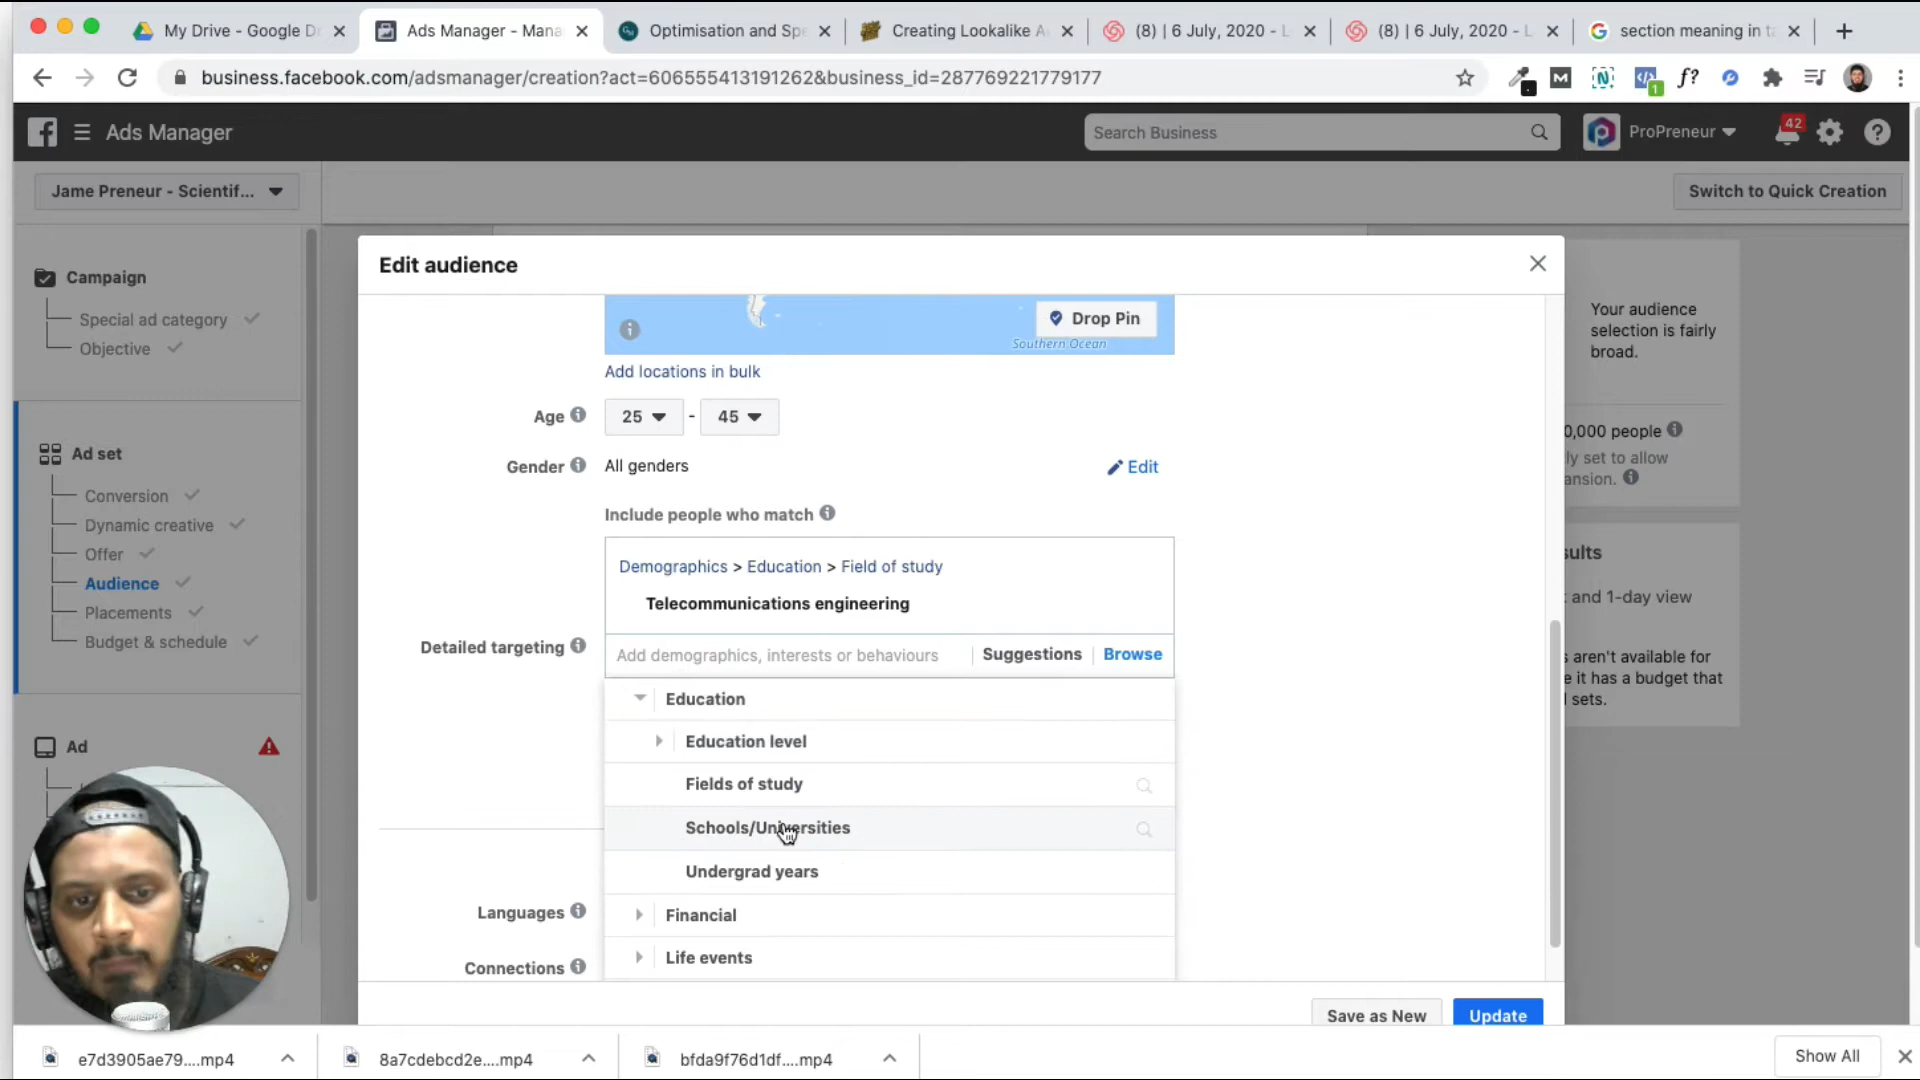 My Drive - Google D
Ads Manager - Mana
Optimisation and Spe
Creating Lookalike A
(8) | 6 July, 2020 - L
(8) | 6 July, 2020 - L
section meaning in ta
business.facebook.com/adsmanager/creation?act=606555413191262&business_id=287769221779177
Ads Manager
Search Business
ProPreneur
42
Jame Preneur - Scientif...
Switch to Quick Creation
Campaign
Special ad category
Objective
Ad set
Conversion
Dynamic creative
Offer
Audience
Placements
Budget & schedule
Ad
Edit audience
Drop Pin
Southern Ocean
Add locations in bulk
Age
25
-
45
Gender
All genders
Edit
Include people who match
Demographics > Education > Field of study
Telecommunications engineering
Detailed targeting
Add demographics, interests or behaviours
Suggestions
Browse
Education
Education level
Fields of study
Schools/Universities
Undergrad years
Financial
Life events
Languages
Connections
Save as New
Update
Your audience
selection is fairly
broad.
0,000 people
ly set to allow
ansion.
sults
and 1-day view
s aren't available for
e it has a budget that
sets.
e7d3905ae79....mp4
8a7cdebcd2e....mp4
bfda9f76d1df....mp4
Show All